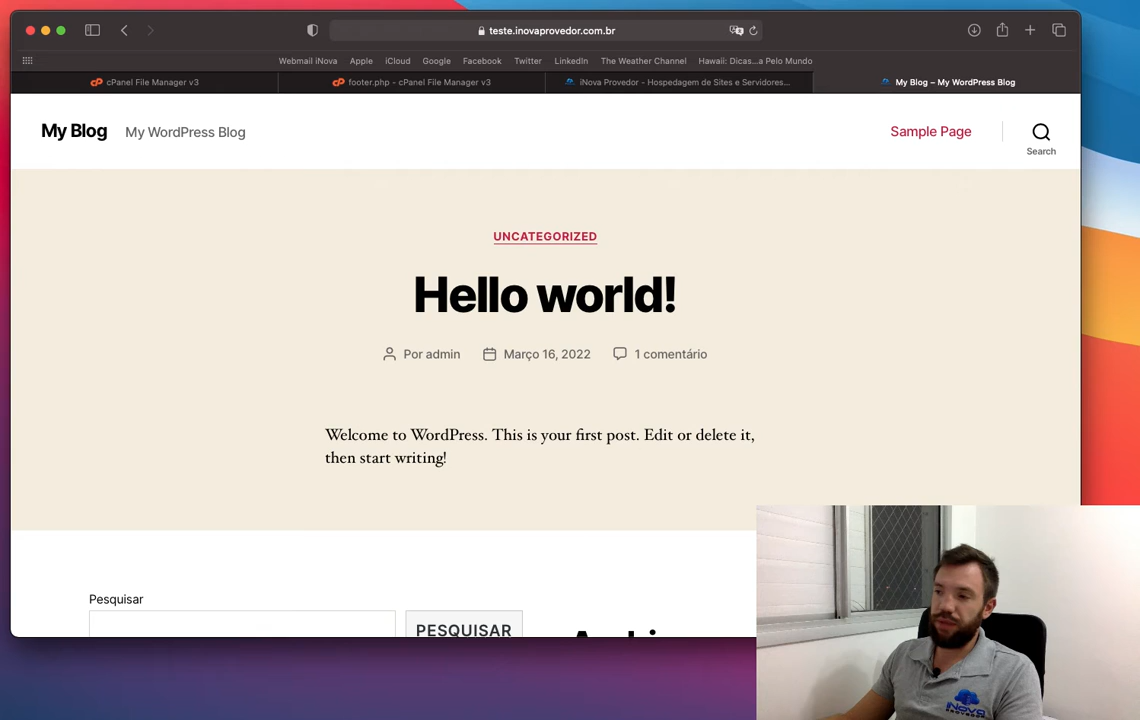 teste.inovaprovedor.com.br
Webmail iNova Apple iCloud Google Facebook Twitter LinkedIn The Weather Channel Hawaii: Dicas...a Pelo Mundo
cPanel File Manager v3 footer.php - cPanel File Manager v3 iNova Provedor - Hospedagem de Sites e Servidores... My Blog – My WordPress Blog
My Blog My WordPress Blog Sample Page
Search
UNCATEGORIZED
Hello world!
Por admin Março 16, 2022 1 comentário
Welcome to WordPress. This is your first post. Edit or delete it,
then start writing!
Pesquisar
PESQUISAR
iNova
PROVEDOR